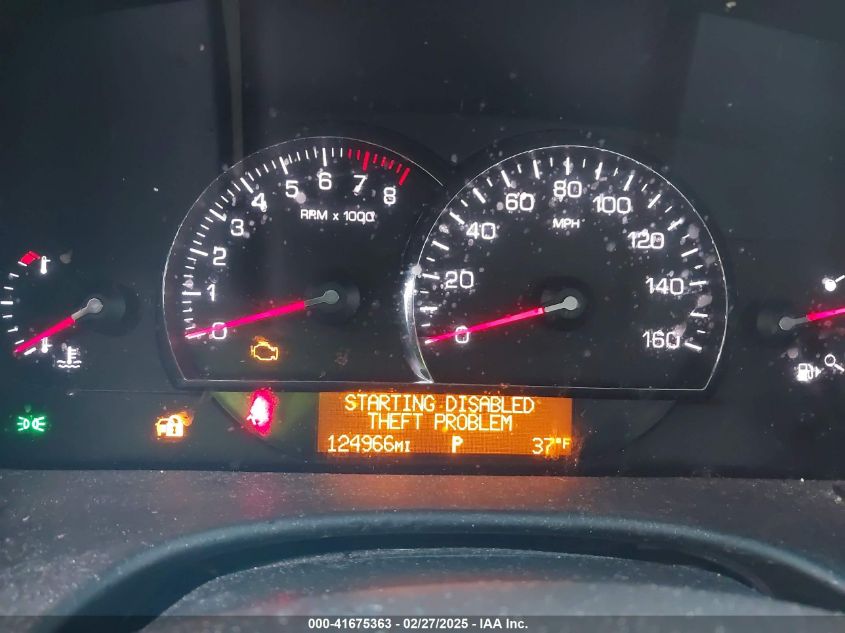 0 1 2 3 4 5 6 7 8
RPM x 1000
0 20 40 60 80 100 120 140 160
MPH
STARTING DISABLED
THEFT PROBLEM
124966MI P 37°F
000-41675363 - 02/27/2025 - IAA Inc.